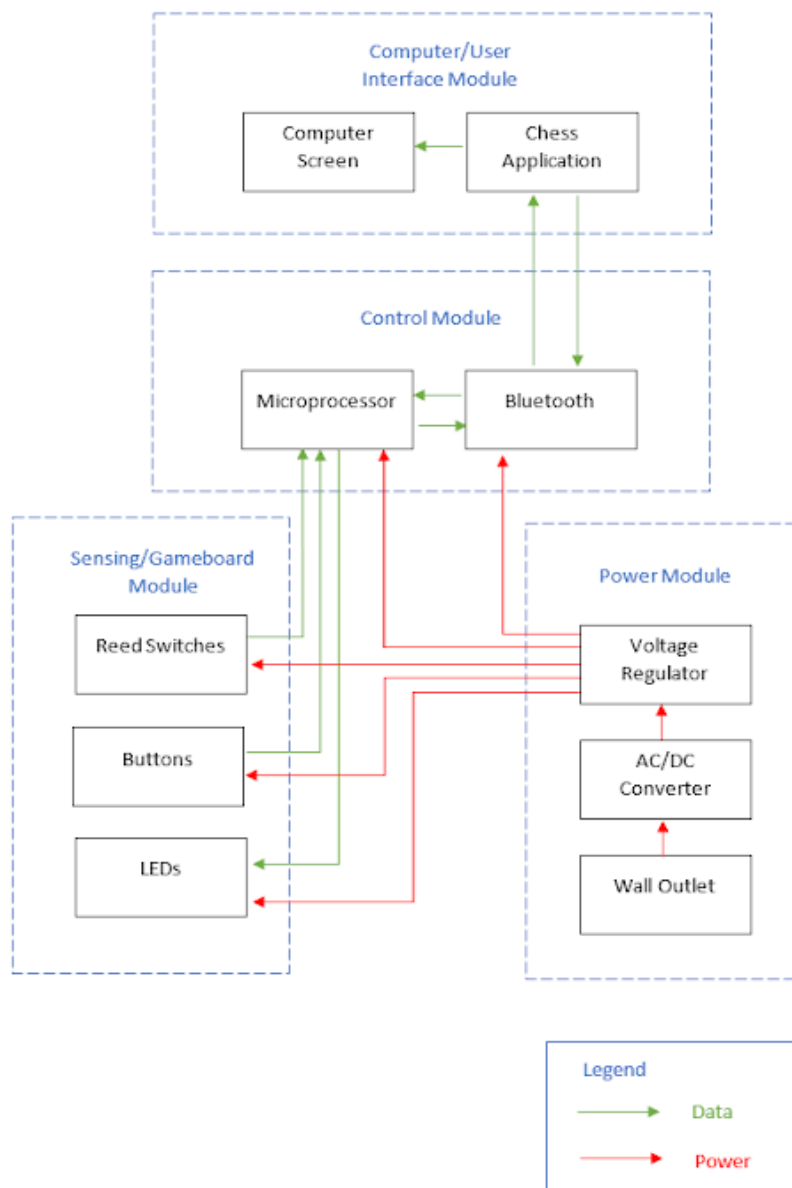 Computer/User
Interface Module
Computer
Screen
Chess
Application
Control Module
Microprocessor
Bluetooth
Sensing/Gameboard
Module
Reed Switches
Buttons
LEDs
Power Module
Voltage
Regulator
AC/DC
Converter
Wall Outlet
Legend
Data
Power